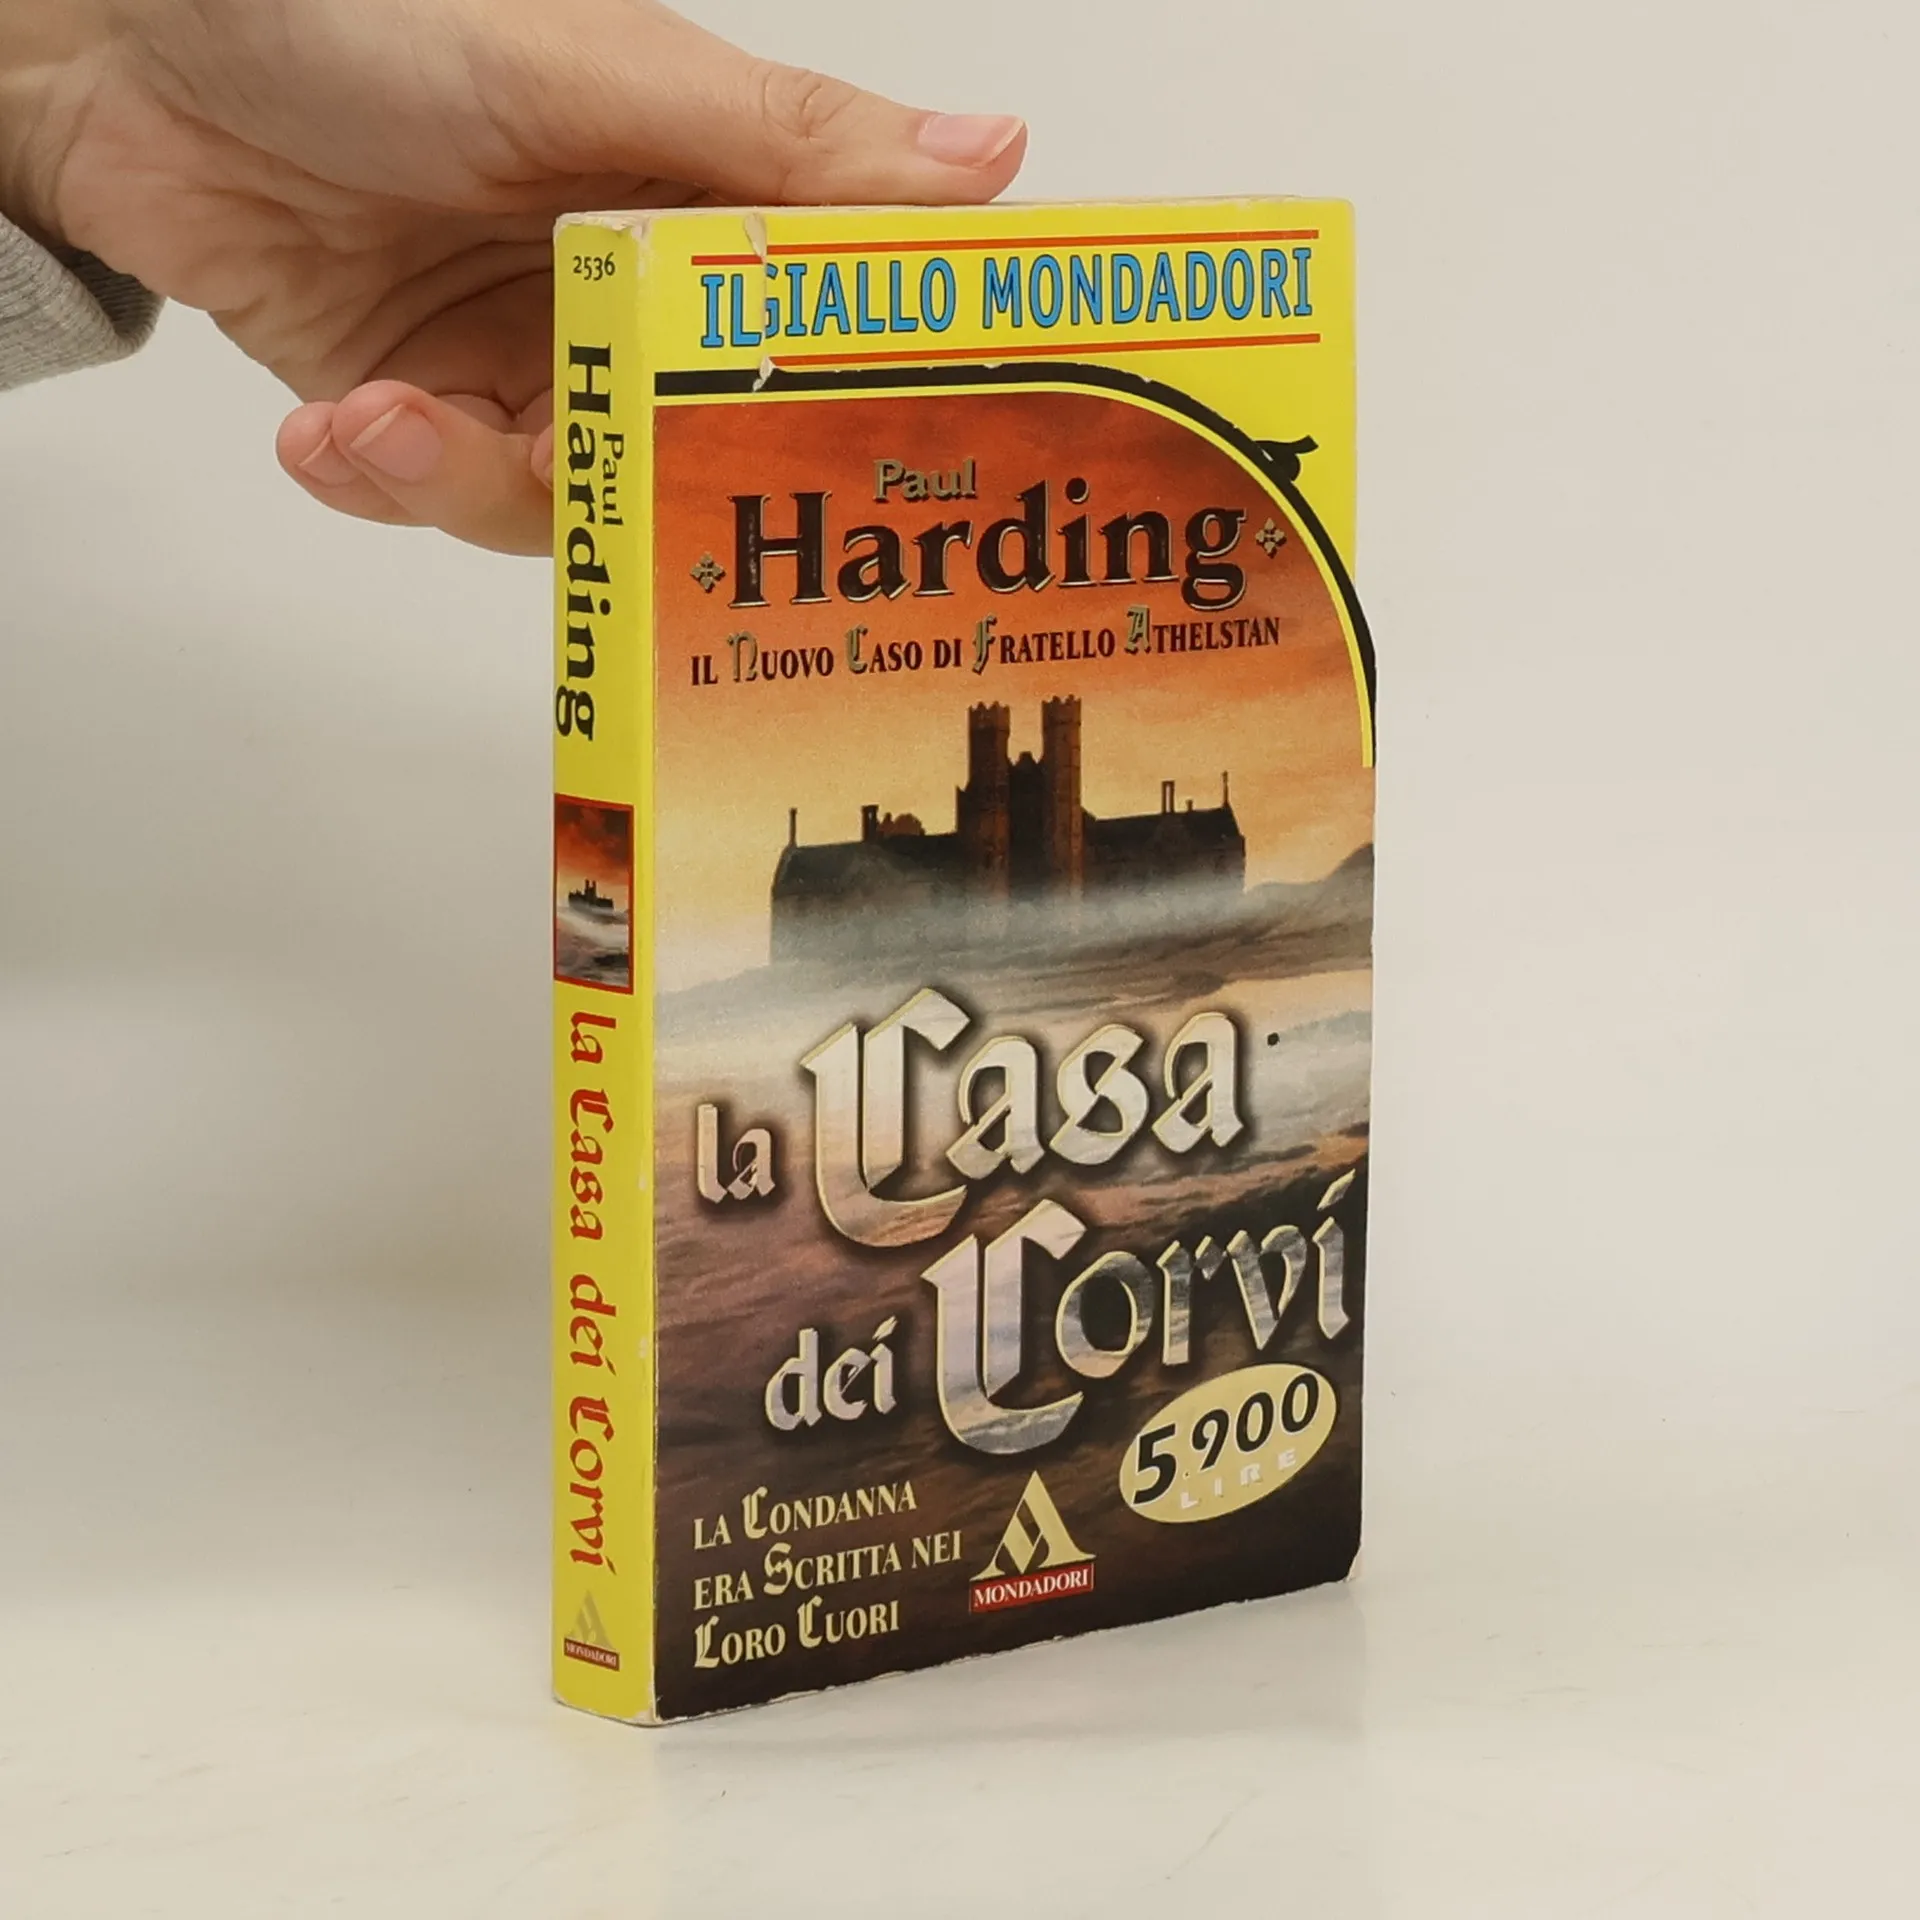 2536
Paul
Harding
la Casa dei Corvi
MONDADORI
IL GIALLO MONDADORI
Paul
Harding
IL NUOVO CASO DI FRATELLO ATHELSTAN
la Casa
dei Corvi
5.900
LIRE
LA CONDANNA
ERA SCRITTA NEI
LORO CUORI
MONDADORI